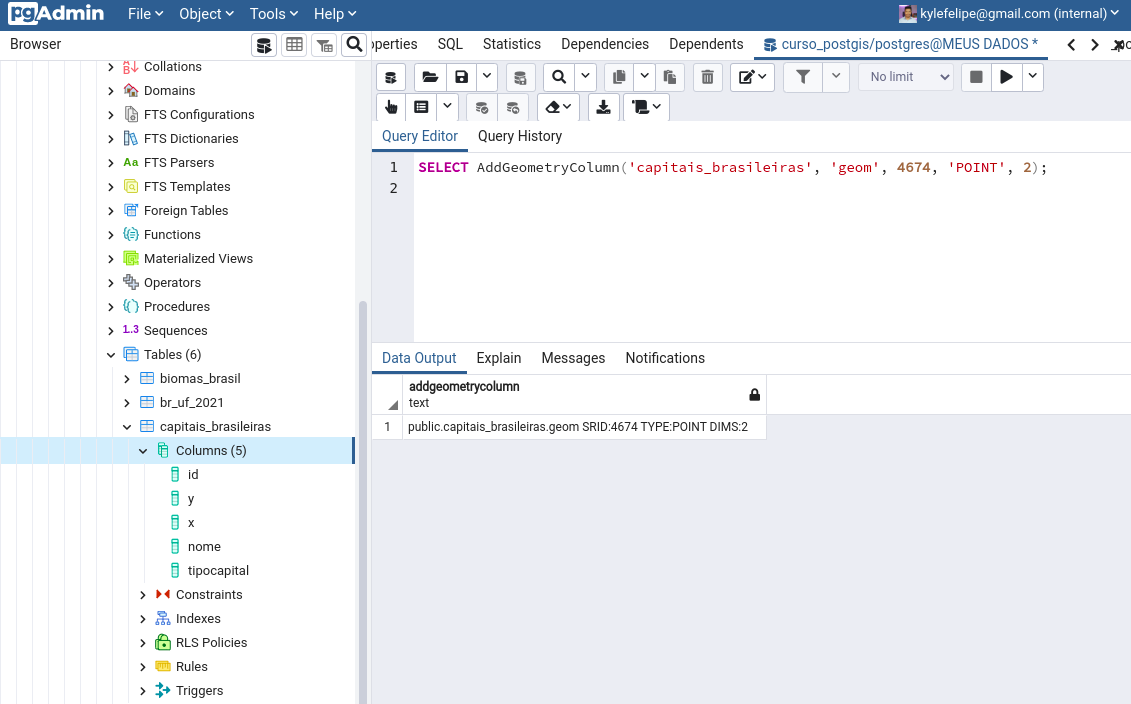 pgAdmin File Object Tools Help kylefelipe@gmail.com (internal)
Browser
operties SQL Statistics Dependencies Dependents curso_postgis/postgres@MEUS DADOS *
No limit
Query Editor Query History
1 SELECT AddGeometryColumn('capitais_brasileiras', 'geom', 4674, 'POINT', 2);
2
Data Output Explain Messages Notifications
addgeometrycolumn
text
1 public.capitais_brasileiras.geom SRID:4674 TYPE:POINT DIMS:2
Collations
Domains
FTS Configurations
FTS Dictionaries
Aa FTS Parsers
FTS Templates
Foreign Tables
Functions
Materialized Views
Operators
Procedures
1.3 Sequences
Tables (6)
biomas_brasil
br_uf_2021
capitais_brasileiras
Columns (5)
id
y
x
nome
tipocapital
Constraints
Indexes
RLS Policies
Rules
Triggers